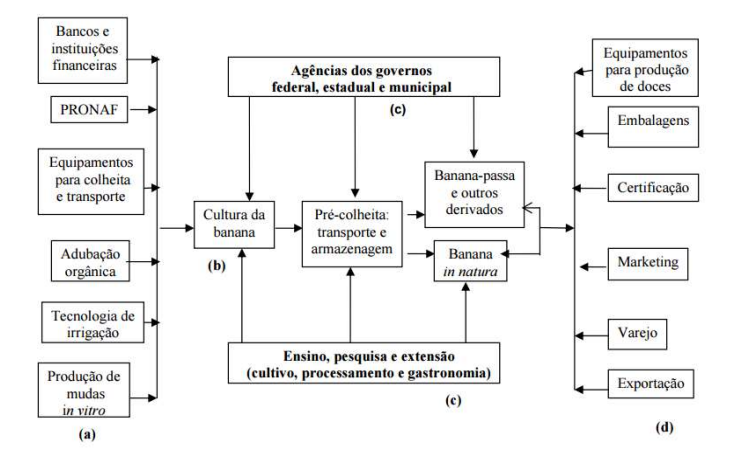 Bancos e
instituições
financeiras
PRONAF
Equipamentos
para colheita
e transporte
Adubação
orgânica
Tecnologia de
irrigação
Produção de
mudas
in vitro
(a)
Agências dos governos
federal, estadual e municipal
(c)
Cultura da
banana
(b)
Pré-colheita:
transporte e
armazenagem
Banana-passa
e outros
derivados
Banana
in natura
Ensino, pesquisa e extensão
(cultivo, processamento e gastronomia)
(c)
Equipamentos
para produção
de doces
Embalagens
Certificação
Marketing
Varejo
Exportação
(d)